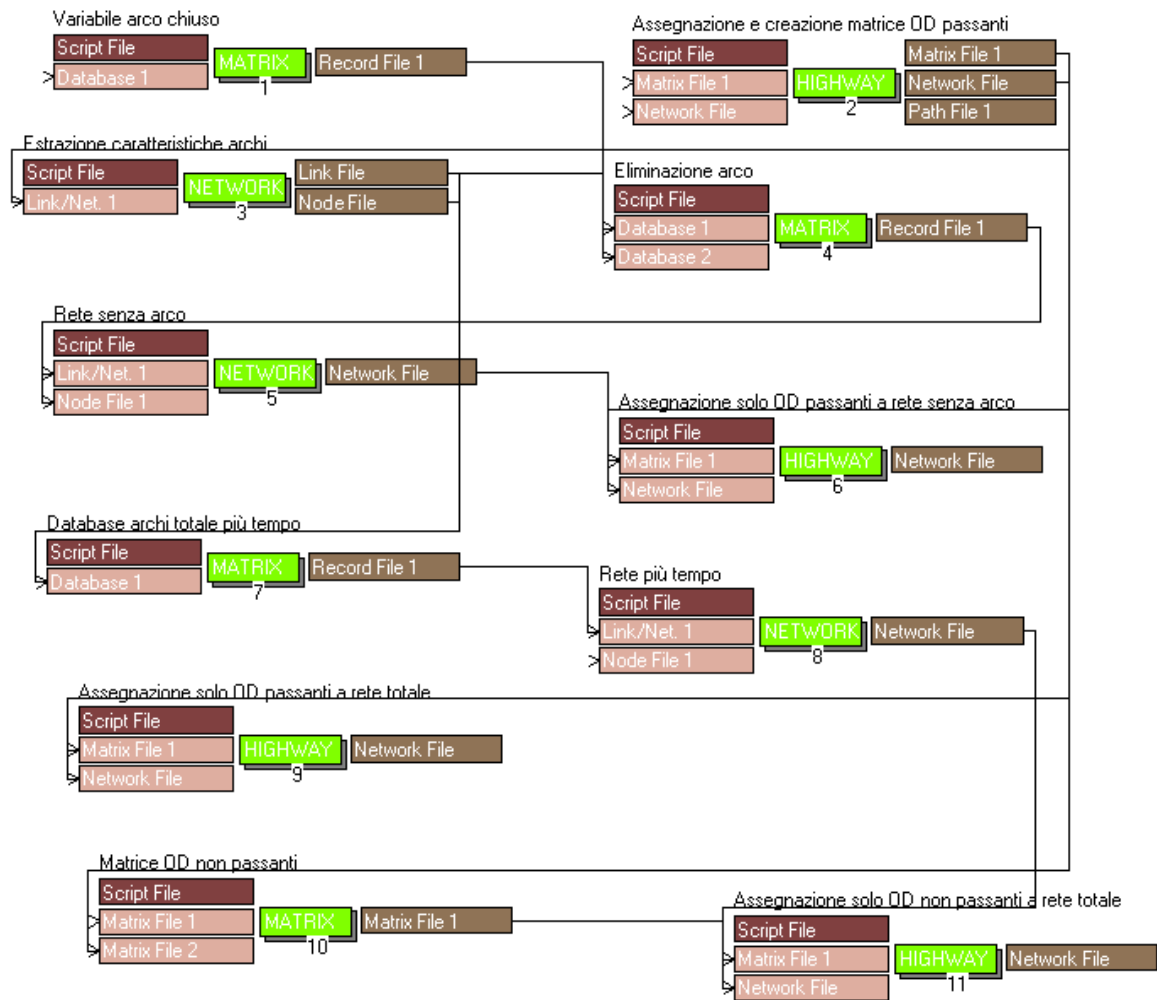 Variabile arco chiuso
Script File
Database 1
MATRIX
1
Record File 1
Assegnazione e creazione matrice OD passanti
Script File
Matrix File 1
Network File
HIGHWAY
2
Matrix File 1
Network File
Path File 1
Estrazione caratteristiche archi
Script File
Link/Net. 1
NETWORK
3
Link File
Node File
Eliminazione arco
Script File
Database 1
Database 2
MATRIX
4
Record File 1
Rete senza arco
Script File
Link/Net. 1
Node File 1
NETWORK
5
Network File
Assegnazione solo OD passanti a rete senza arco
Script File
Matrix File 1
Network File
HIGHWAY
6
Network File
Database archi totale più tempo
Script File
Database 1
MATRIX
7
Record File 1
Rete più tempo
Script File
Link/Net. 1
Node File 1
NETWORK
8
Network File
Assegnazione solo OD passanti a rete totale
Script File
Matrix File 1
Network File
HIGHWAY
9
Network File
Matrice OD non passanti
Script File
Matrix File 1
Matrix File 2
MATRIX
10
Matrix File 1
Assegnazione solo OD non passanti a rete totale
Script File
Matrix File 1
Network File
HIGHWAY
11
Network File